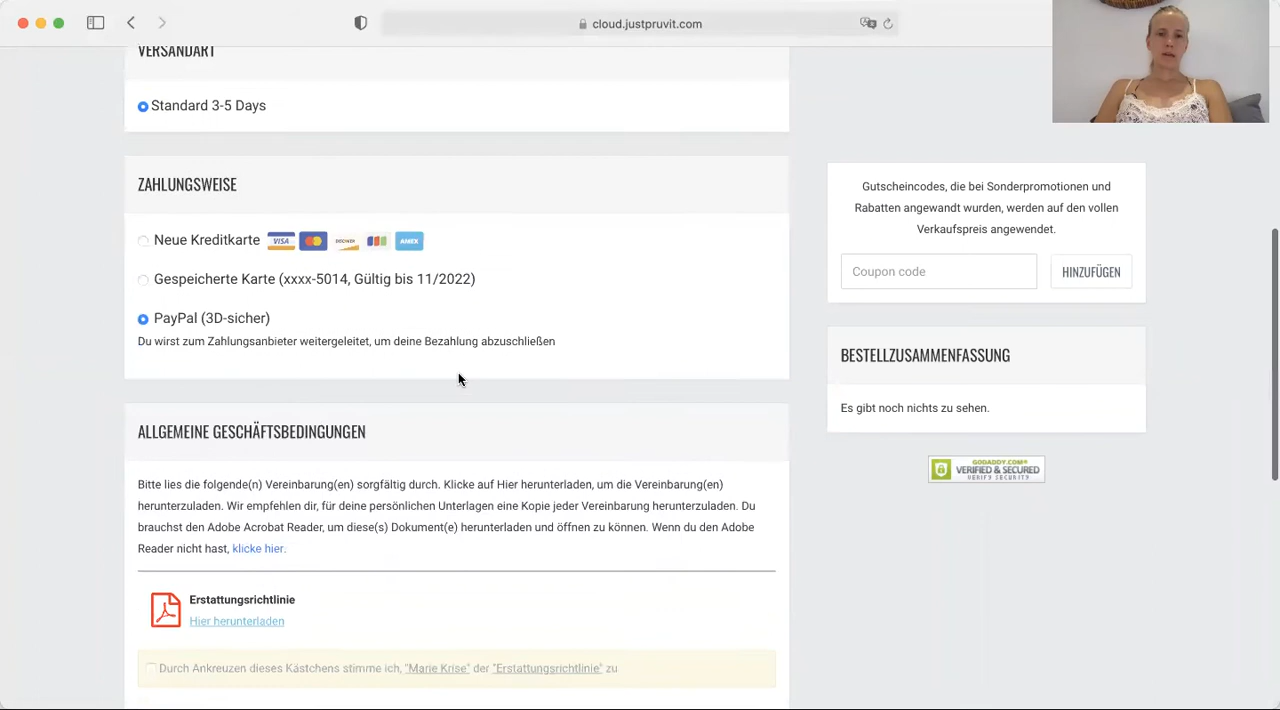 cloud.justpruvit.com
VERSANDART
Standard 3-5 Days
ZAHLUNGSWEISE
Neue Kreditkarte VISA DISCOVER JCB AMEX
Gespeicherte Karte (xxxx-5014, Gültig bis 11/2022)
PayPal (3D-sicher)
Du wirst zum Zahlungsanbieter weitergeleitet, um deine Bezahlung abzuschließen
ALLGEMEINE GESCHÄFTSBEDINGUNGEN
Bitte lies die folgende(n) Vereinbarung(en) sorgfältig durch. Klicke auf Hier herunterladen, um die Vereinbarung(en)
herunterzuladen. Wir empfehlen dir, für deine persönlichen Unterlagen eine Kopie jeder Vereinbarung herunterzuladen. Du
brauchst den Adobe Acrobat Reader, um diese(s) Dokument(e) herunterladen und öffnen zu können. Wenn du den Adobe
Reader nicht hast, klicke hier.
Erstattungsrichtlinie
Hier herunterladen
Durch Ankreuzen dieses Kästchens stimme ich, "Marie Krise" der "Erstattungsrichtlinie" zu
Gutscheincodes, die bei Sonderpromotionen und
Rabatten angewandt wurden, werden auf den vollen
Verkaufspreis angewendet.
Coupon code
HINZUFÜGEN
BESTELLZUSAMMENFASSUNG
Es gibt noch nichts zu sehen.
GODADDY.COM®
VERIFIED & SECURED
VERIFY SECURITY